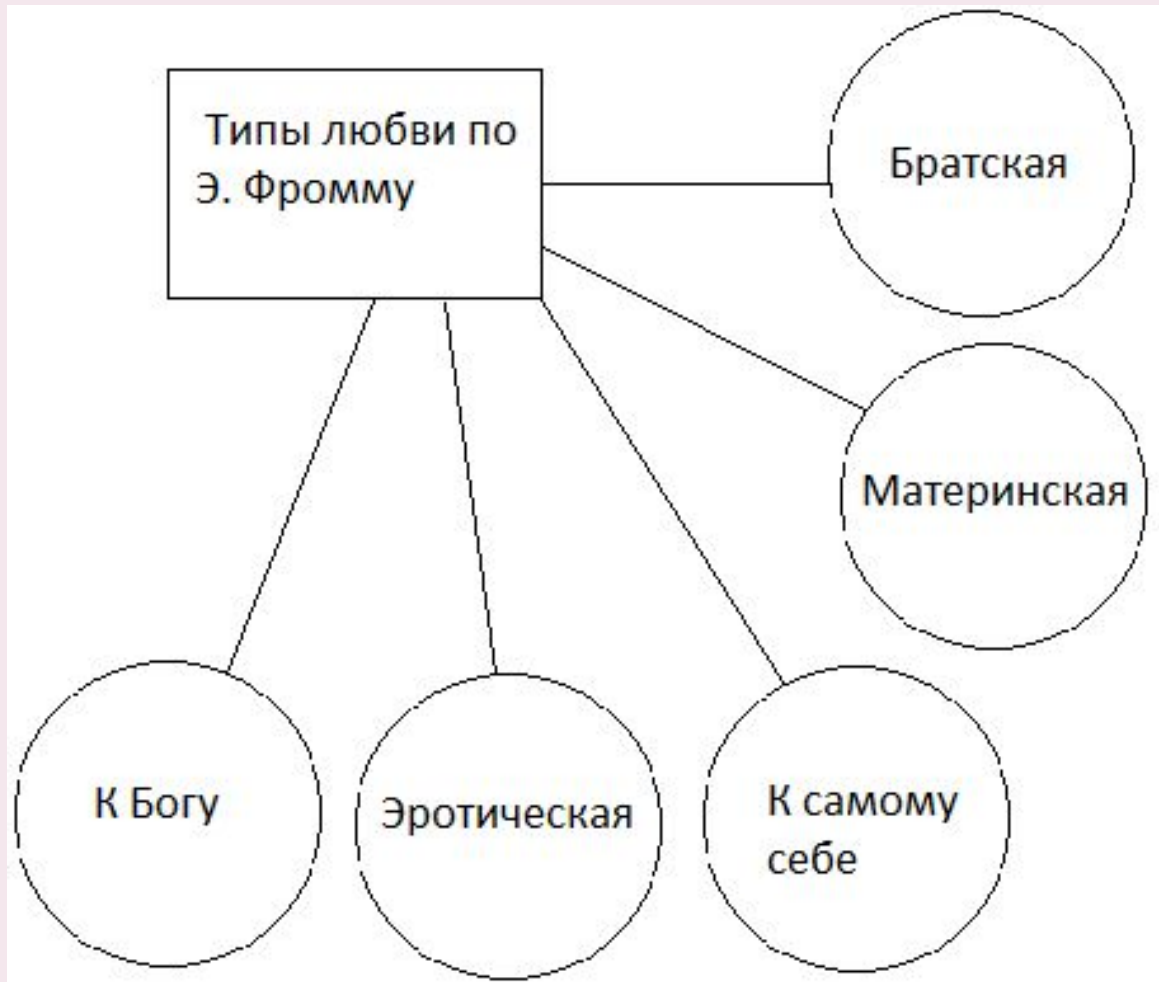 Типы любви по
Э. Фромму
Братская
Материнская
К Богу
Эротическая
К самому
себе